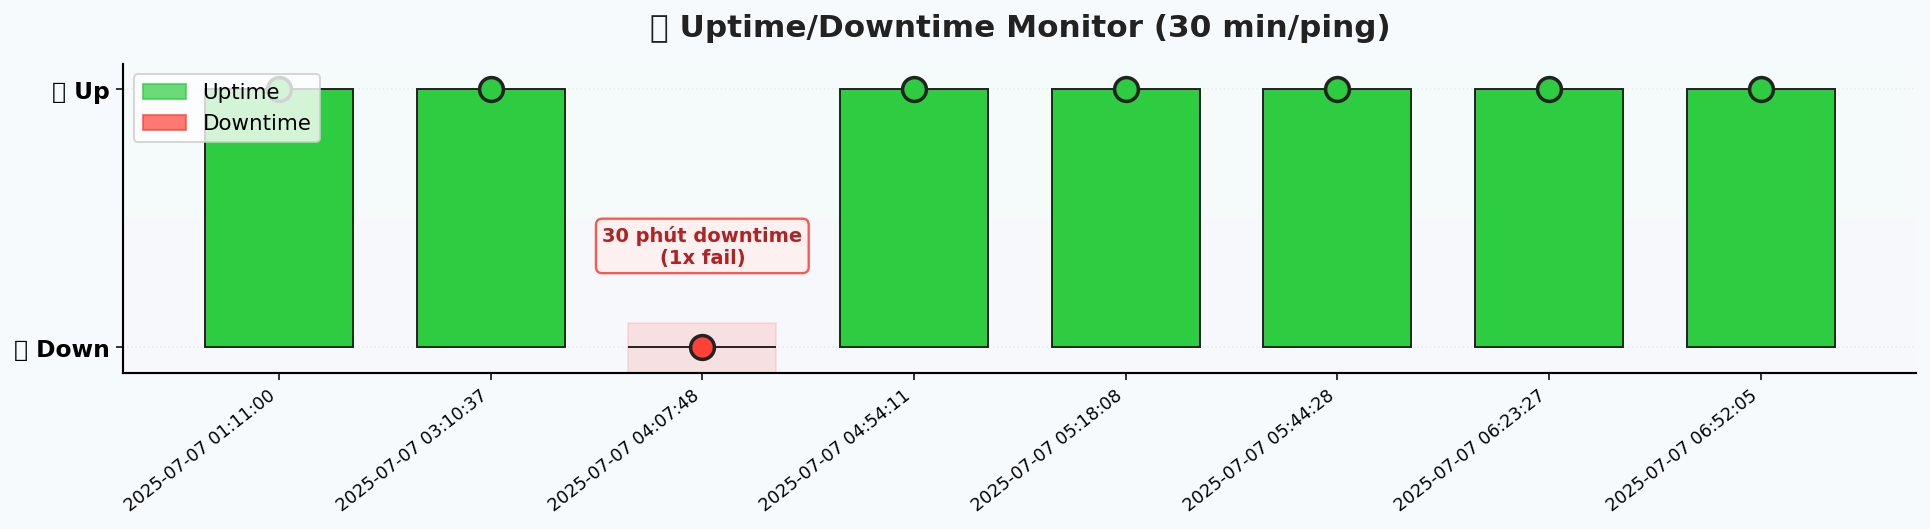 Uptime/Downtime Monitor (30 min/ping)
Up
Uptime
Downtime
30 phút downtime
(1x fail)
Down
2025-07-07 01:11:00
2025-07-07 03:10:37
2025-07-07 04:07:48
2025-07-07 04:54:11
2025-07-07 05:18:08
2025-07-07 05:44:28
2025-07-07 06:23:27
2025-07-07 06:52:05